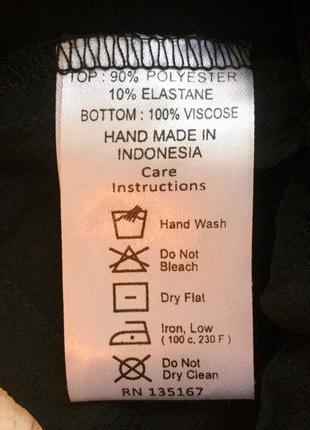 TOP : 90% POLYESTER
10% ELASTANE
BOTTOM : 100% VISCOSE
HAND MADE IN
INDONESIA
Care
Instructions
Hand Wash
Do Not
Bleach
Dry Flat
Iron, Low
( 100 c, 230 F )
Do Not
Dry Clean
RN 135167